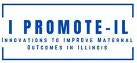 I PROMOTE-IL
INNOVATIONS TO IMPROVE MATERNAL
OUTCOMES IN ILLINOIS